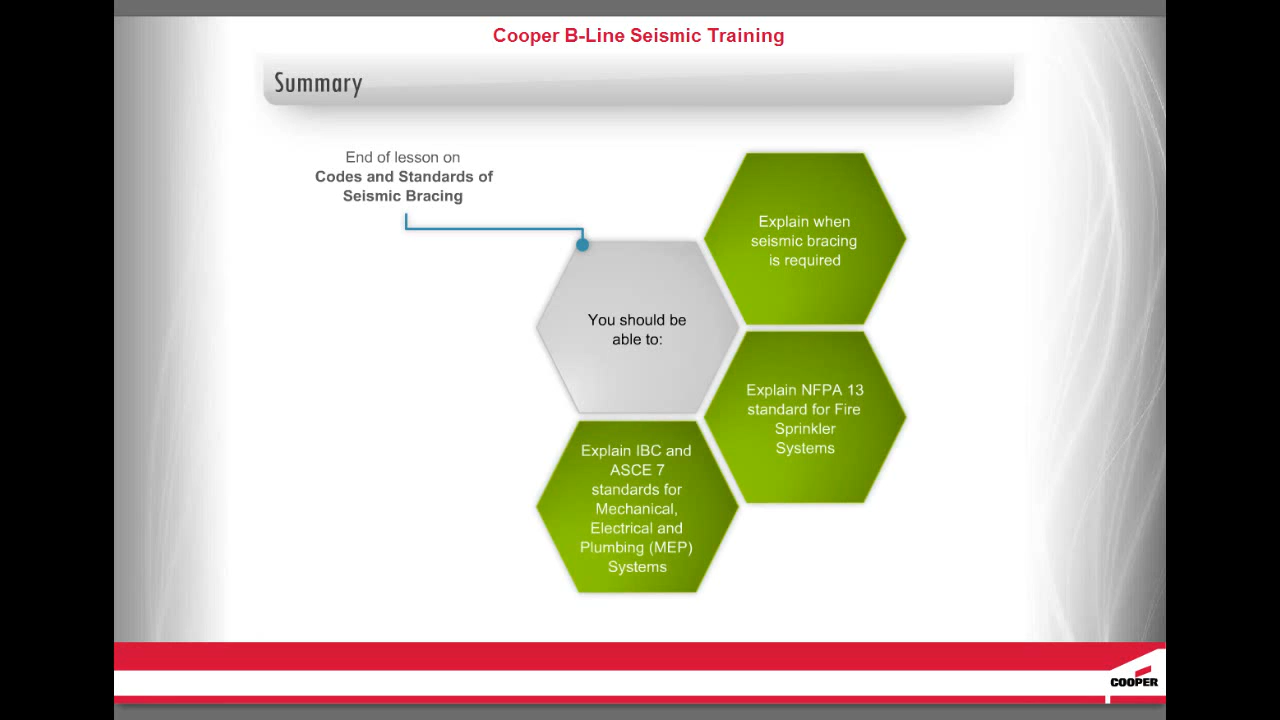 Cooper B-Line Seismic Training
Summary
End of lesson on
Codes and Standards of
Seismic Bracing
You should be
able to:
Explain when
seismic bracing
is required
Explain NFPA 13
standard for Fire
Sprinkler
Systems
Explain IBC and
ASCE 7
standards for
Mechanical,
Electrical and
Plumbing (MEP)
Systems
COOPER